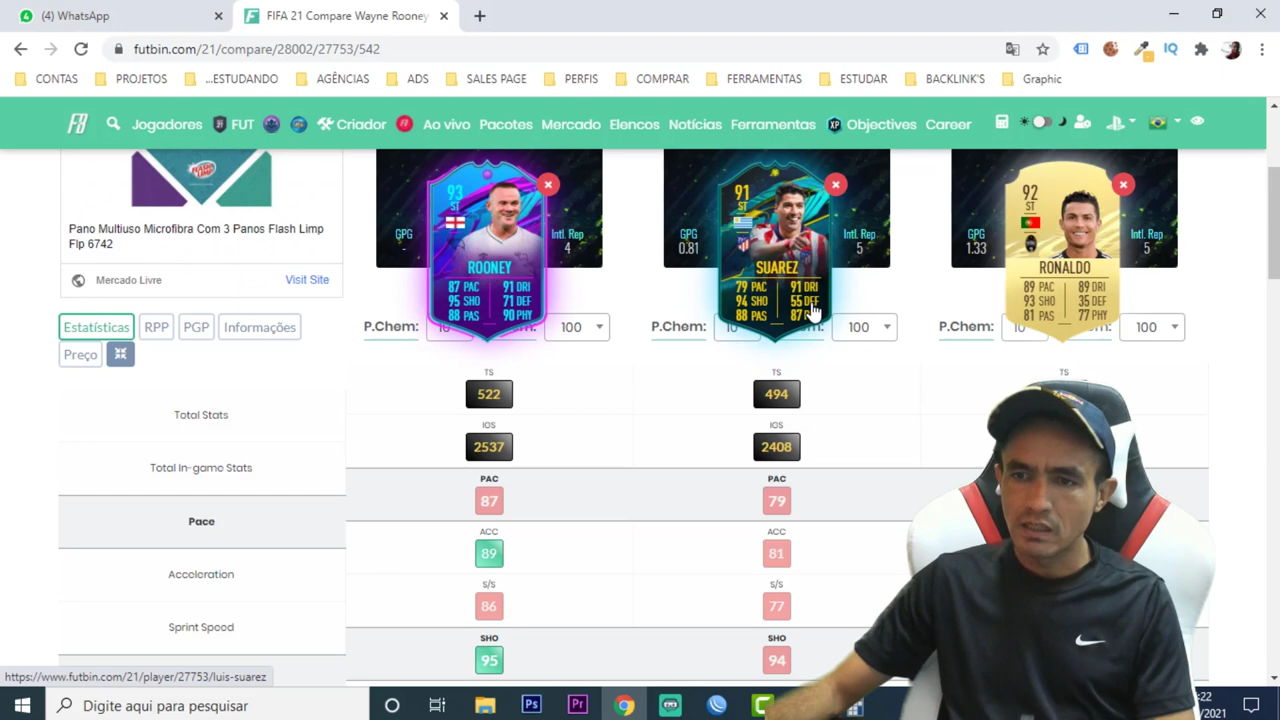 (4) WhatsApp
FIFA 21 Compare Wayne Rooney
futbin.com/21/compare/28002/27753/542
CONTAS PROJETOS ...ESTUDANDO AGÊNCIAS ADS SALES PAGE PERFIS COMPRAR FERRAMENTAS ESTUDAR BACKLINK'S Graphic
Jogadores FUT Criador Ao vivo Pacotes Mercado Elencos Notícias Ferramentas XP Objectives Career
Pano Multiuso Microfibra Com 3 Panos Flash Limp
Flp 6742
Mercado Livre Visit Site
Estatísticas RPP PGP Informações
Preço
GPG
-
93
ST
Intl. Rep
4
ROONEY
87 PAC 91 DRI
95 SHO 71 DEF
88 PAS 90 PHY
P.Chem: 10 100
GPG
0.81
91
ST
Intl. Rep
5
SUAREZ
79 PAC 91 DRI
94 SHO 55 DEF
88 PAS 87
P.Chem: 10 100
GPG
1.33
92
ST
Intl. Rep
5
RONALDO
89 PAC 89 DRI
93 SHO 35 DEF
81 PAS 77 PHY
P.Chem: 10 100
TS TS TS
Total Stats 522 494
IOS IOS
Total In-game Stats 2537 2408
PAC PAC
Pace 87 79
ACC ACC
Acceleration 89 81
S/S S/S
Sprint Speed 86 77
SHO SHO
95 94
https://www.futbin.com/21/player/27753/luis-suarez
Digite aqui para pesquisar
Ps Pr
:22
/2021